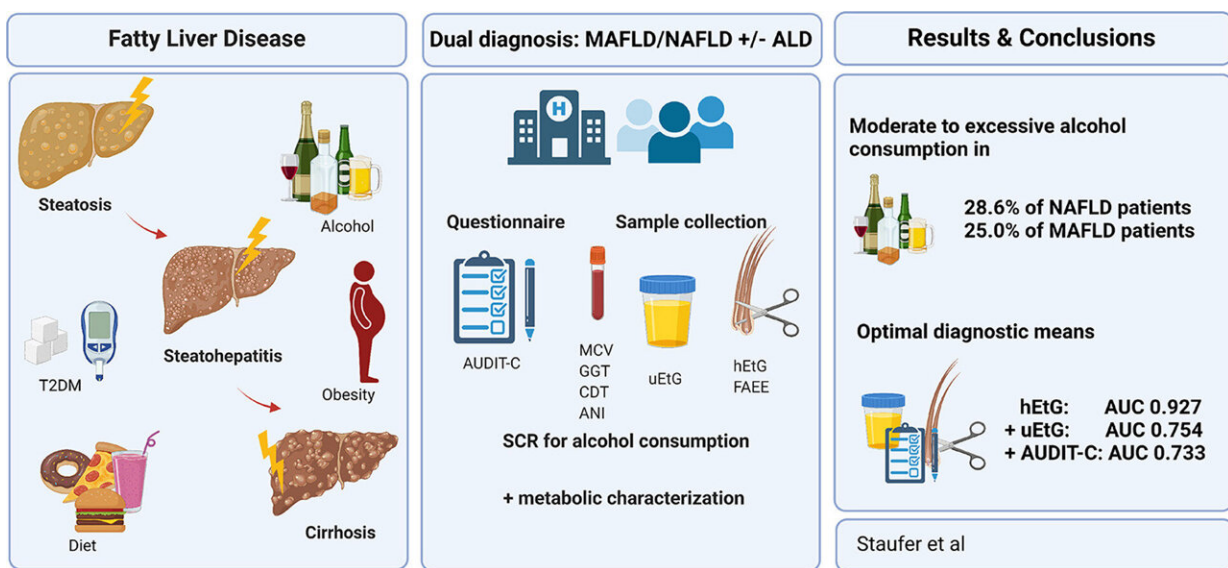 Fatty Liver Disease
Steatosis
Alcohol
Steatohepatitis
T2DM
Obesity
Diet
Cirrhosis
Dual diagnosis: MAFLD/NAFLD +/- ALD
H
Questionnaire
Sample collection
AUDIT-C
MCV
GGT
CDT
ANI
uEtG
hEtG
FAEE
SCR for alcohol consumption
+ metabolic characterization
Results & Conclusions
Moderate to excessive alcohol
consumption in
28.6% of NAFLD patients
25.0% of MAFLD patients
Optimal diagnostic means
hEtG: AUC 0.927
+ uEtG: AUC 0.754
+ AUDIT-C: AUC 0.733
Staufer et al